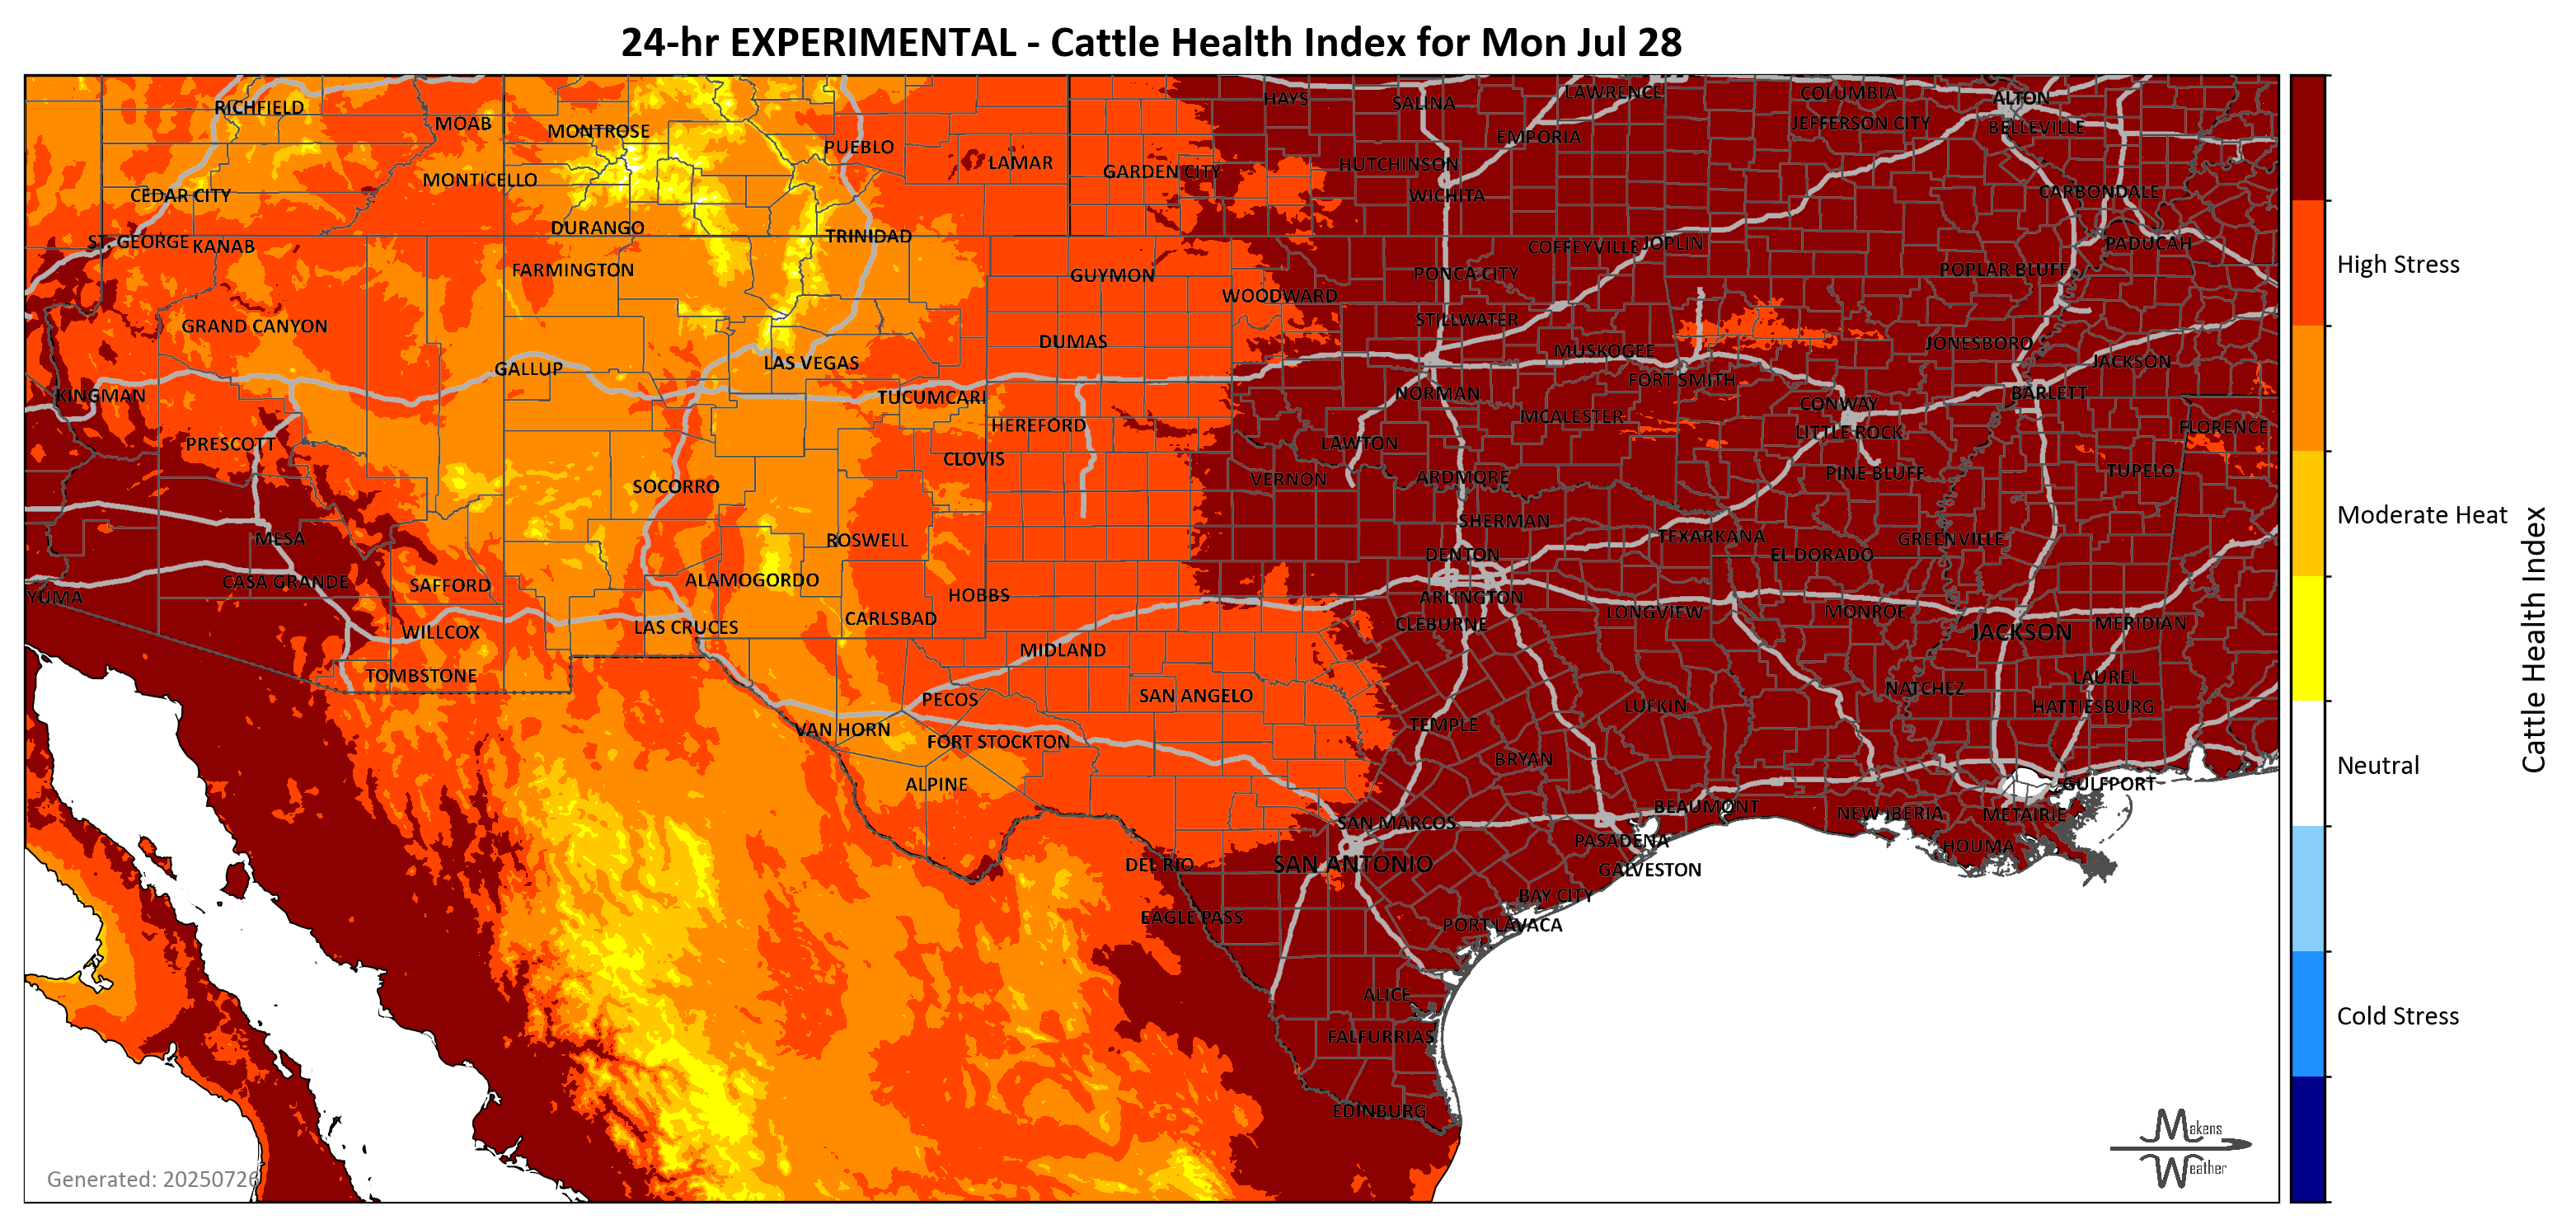 24-hr EXPERIMENTAL - Cattle Health Index for Mon Jul 28
HAYS
SALINA
LAWRENCE
COLUMBIA
ALTON
RICHFIELD
MOAB
MONTROSE
PUEBLO
EMPORIA
JEFFERSON CITY
BELLEVILLE
LAMAR
GARDEN CITY
HUTCHINSON
MONTICELLO
CEDAR CITY
WICHITA
CARBONDALE
DURANGO
TRINIDAD
ST. GEORGE
KANAB
COFFEYVILLE
JOPLIN
PADUCAH
High Stress
FARMINGTON
GUYMON
PONCA CITY
POPLAR BLUFF
WOODWARD
GRAND CANYON
STILLWATER
DUMAS
MUSKOGEE
JONESBORO
JACKSON
GALLUP
LAS VEGAS
FORT SMITH
KINGMAN
TUCUMCARI
NORMAN
BARLETT
CONWAY
HEREFORD
MCALESTER
FLORENCE
PRESCOTT
LAWTON
LITTLE ROCK
CLOVIS
VERNON
ARDMORE
PINE BLUFF
TUPELO
SOCORRO
SHERMAN
Moderate Heat
MESA
ROSWELL
TEXARKANA
GREENVILLE
DENTON
EL DORADO
CASA GRANDE
SAFFORD
ALAMOGORDO
YUMA
HOBBS
ARLINGTON
LONGVIEW
MONROE
CARLSBAD
CLEBURNE
MERIDIAN
WILLCOX
LAS CRUCES
JACKSON
MIDLAND
TOMBSTONE
LAUREL
PECOS
SAN ANGELO
NATCHEZ
LUFKIN
HATTIESBURG
VAN HORN
FORT STOCKTON
TEMPLE
BRYAN
Neutral
ALPINE
GULFPORT
SAN MARCOS
BEAUMONT
NEW IBERIA
METAIRIE
PASADENA
HOUMA
DEL RIO
SAN ANTONIO
GALVESTON
BAY CITY
EAGLE PASS
PORT LAVACA
ALICE
Cold Stress
FALFURRIAS
EDINBURG
Cattle Health Index
Makens
Weather
Generated: 20250726